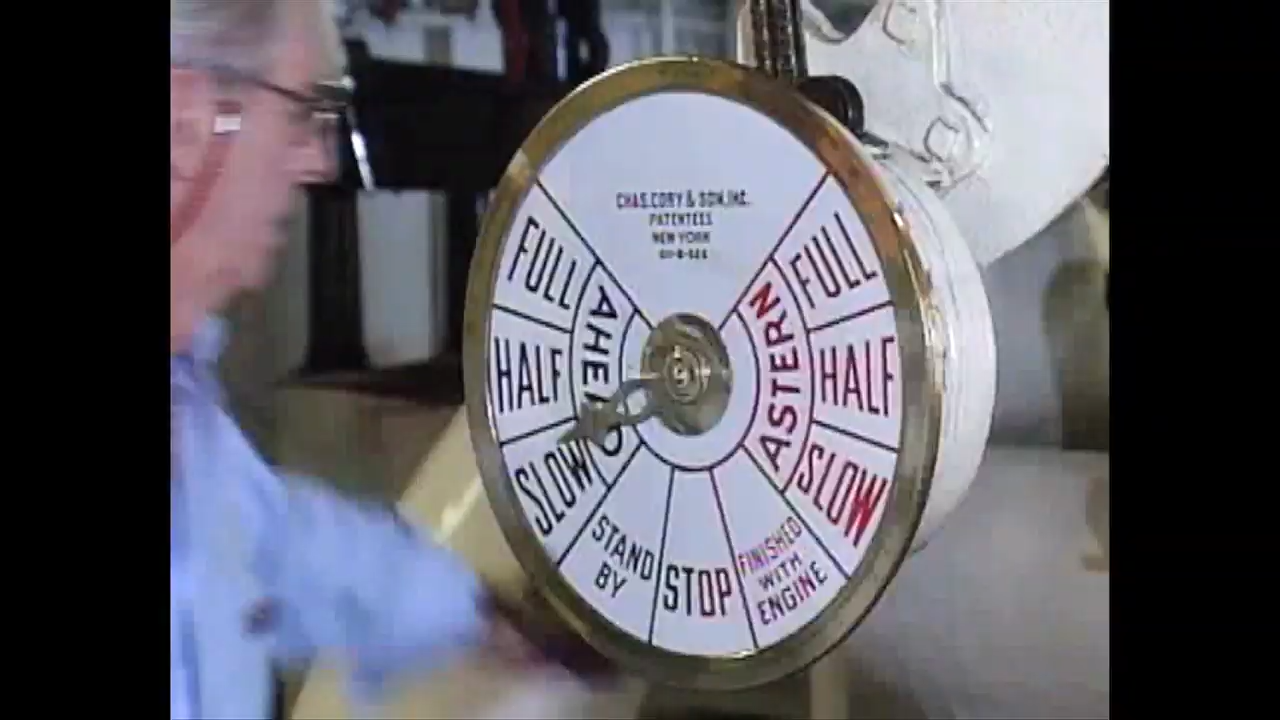 CHAS. CORY & SON, INC.
PATENTEES
NEW YORK
FULL
HALF
SLOW
AHEAD
STAND
BY
STOP
FINISHED
WITH
ENGINE
ASTERN
FULL
HALF
SLOW